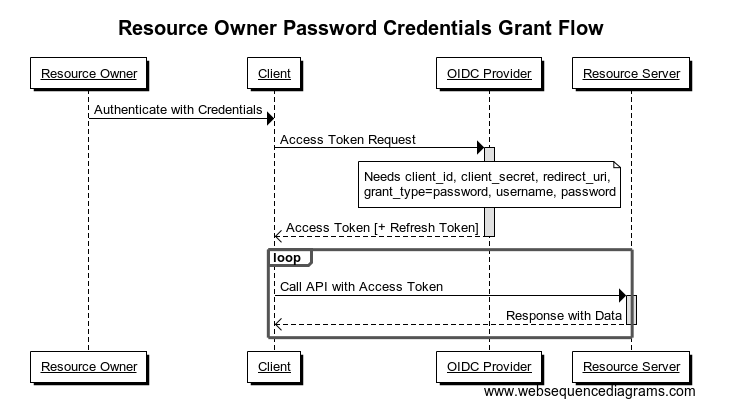 Resource Owner Password Credentials Grant Flow
Resource Owner
Client
OIDC Provider
Resource Server
Authenticate with Credentials
Access Token Request
Needs client_id, client_secret, redirect_uri,
grant_type=password, username, password
Access Token [+ Refresh Token]
loop
Call API with Access Token
Response with Data
Resource Owner
Client
OIDC Provider
Resource Server
www.websequencediagrams.com